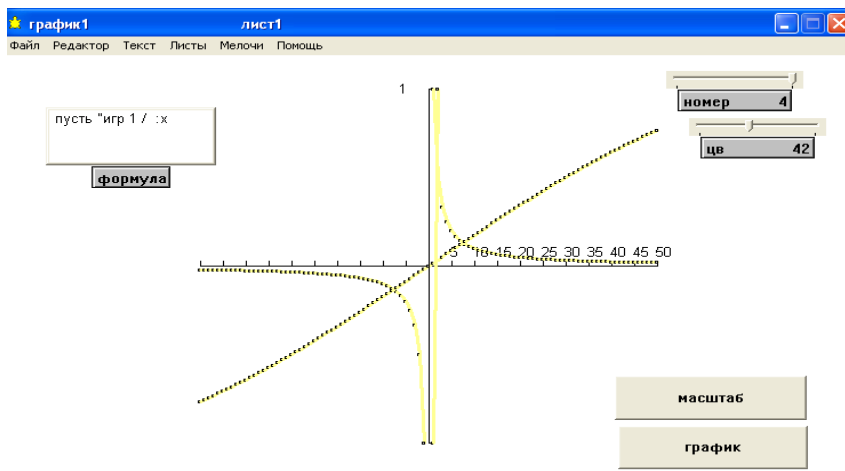 график1 лист1
Файл Редактор Текст Листы Мелочи Помощь
1
номер 4
пусть "игр 1 / :x
цв 42
формула
5 10 15 20 25 30 35 40 45 50
масштаб
график